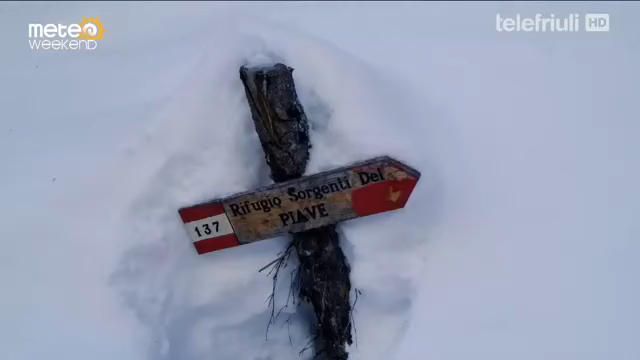 meteo
WEEKEND
telefriuli HD
Rifugio Sorgenti Del
PIAVE
137